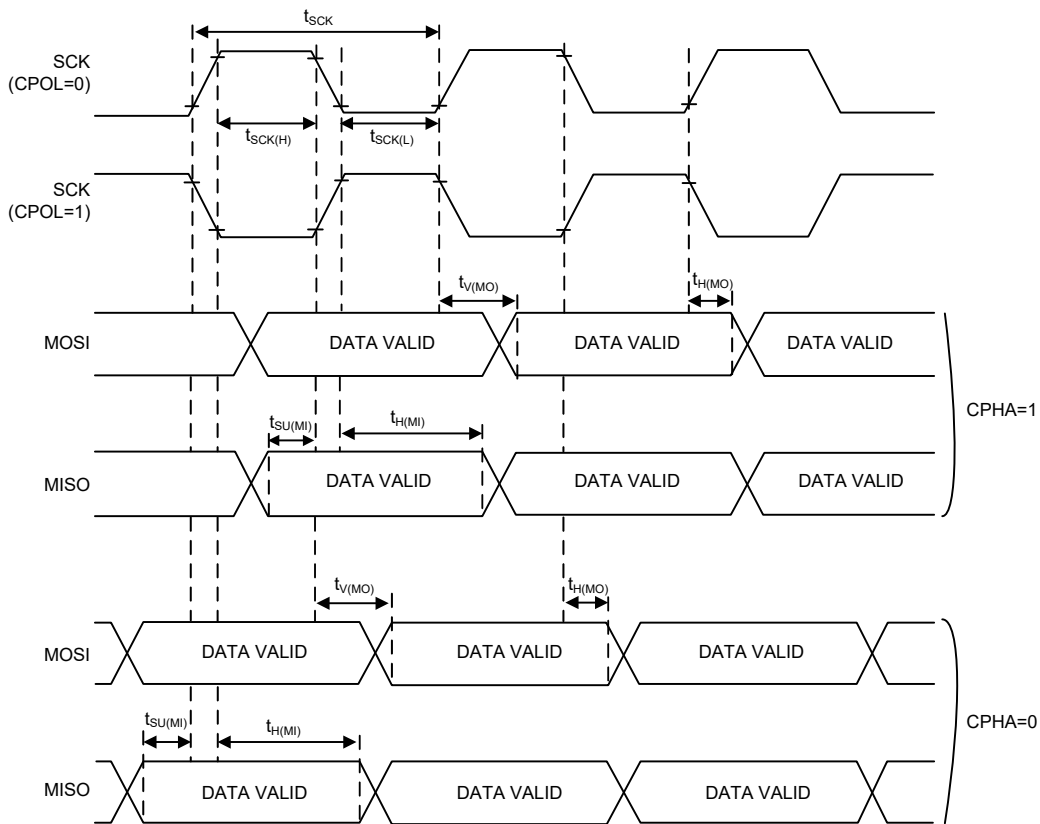 tSCK
SCK
(CPOL=0)
tSCK(H)
tSCK(L)
SCK
(CPOL=1)
tV(MO)
tH(MO)
MOSI
DATA VALID
DATA VALID
DATA VALID
CPHA=1
tSU(MI)
tH(MI)
MISO
DATA VALID
DATA VALID
DATA VALID
tV(MO)
tH(MO)
MOSI
DATA VALID
DATA VALID
DATA VALID
CPHA=0
tSU(MI)
tH(MI)
MISO
DATA VALID
DATA VALID
DATA VALID